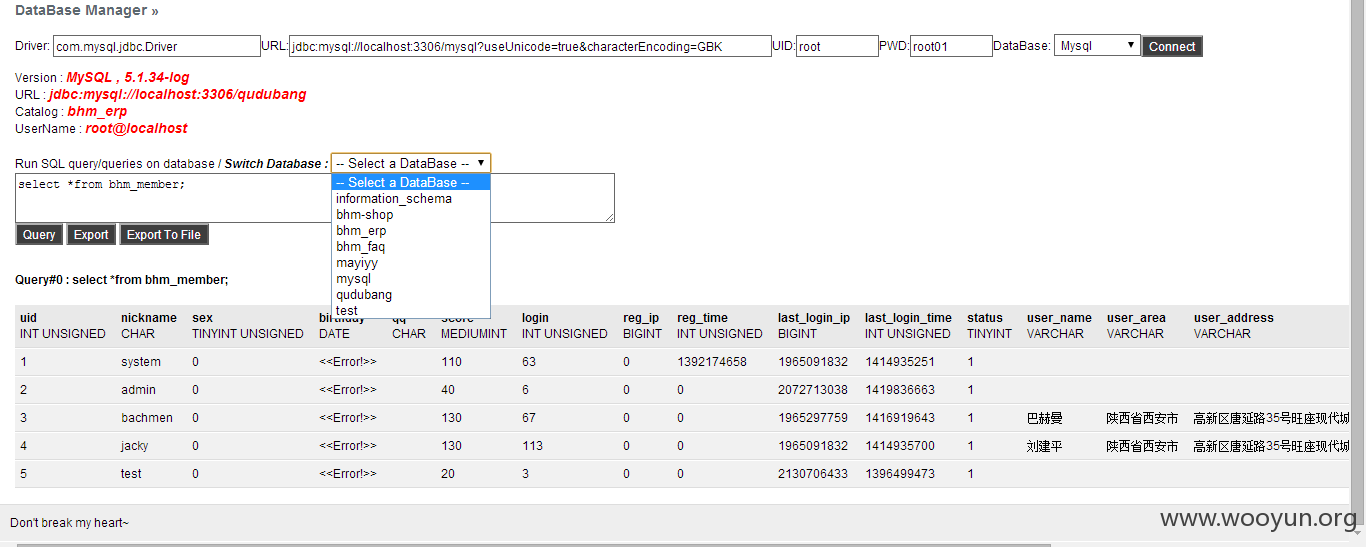 DataBase Manager »
Driver: com.mysql.jdbc.Driver URL: jdbc:mysql://localhost:3306/mysql?useUnicode=true&characterEncoding=GBK UID: root PWD: root01 DataBase: Mysql Connect
Version : MySQL , 5.1.34-log
URL : jdbc:mysql://localhost:3306/qudubang
Catalog : bhm_erp
UserName : root@localhost
Run SQL query/queries on database / Switch Database : -- Select a DataBase --
select *from bhm_member;
-- Select a DataBase --
information_schema
bhm-shop
bhm_erp
bhm_faq
mayiyy
mysql
qudubang
test
Query Export Export To File
Query#0 : select *from bhm_member;
uid nickname sex birthday qq score login reg_ip reg_time last_login_ip last_login_time status user_name user_area user_address
INT UNSIGNED CHAR TINYINT UNSIGNED DATE CHAR MEDIUMINT INT UNSIGNED BIGINT INT UNSIGNED BIGINT INT UNSIGNED TINYINT VARCHAR VARCHAR VARCHAR
1 system 0 <<Error!>> 110 63 0 1392174658 1965091832 1414935251 1
2 admin 0 <<Error!>> 40 6 0 0 2072713038 1419836663 1
3 bachmen 0 <<Error!>> 130 67 0 0 1965297759 1416919643 1 巴赫曼 陕西省西安市 高新区唐延路35号旺座现代城
4 jacky 0 <<Error!>> 130 113 0 0 1965091832 1414935700 1 刘建平 陕西省西安市 高新区唐延路35号旺座现代城
5 test 0 <<Error!>> 20 3 0 0 2130706433 1396499473 1
Don't break my heart~
www.wooyun.org